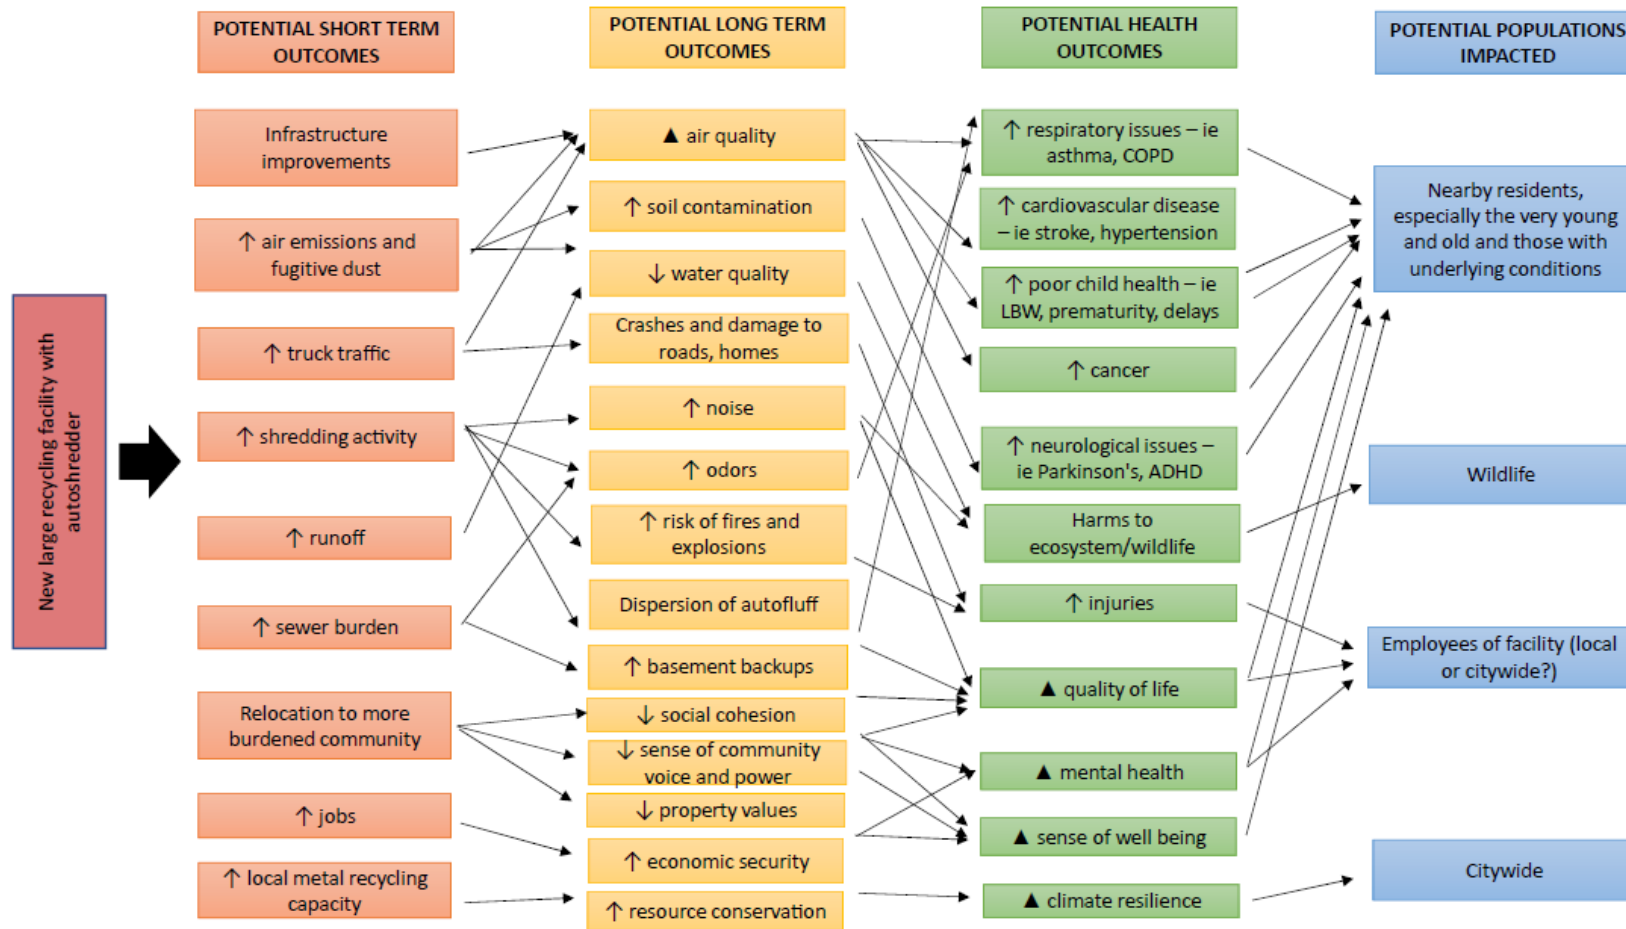 POTENTIAL SHORT TERM
OUTCOMES
POTENTIAL LONG TERM
OUTCOMES
POTENTIAL HEALTH
OUTCOMES
POTENTIAL POPULATIONS
IMPACTED
New large recycling facility with
autoshredder
Infrastructure
improvements
↑ air emissions and
fugitive dust
↑ truck traffic
↑ shredding activity
↑ runoff
↑ sewer burden
Relocation to more
burdened community
↑ jobs
↑ local metal recycling
capacity
▲ air quality
↑ soil contamination
↓ water quality
Crashes and damage to
roads, homes
↑ noise
↑ odors
↑ risk of fires and
explosions
Dispersion of autofluff
↑ basement backups
↓ social cohesion
↓ sense of community
voice and power
↓ property values
↑ economic security
↑ resource conservation
↑ respiratory issues – ie
asthma, COPD
↑ cardiovascular disease
– ie stroke, hypertension
↑ poor child health – ie
LBW, prematurity, delays
↑ cancer
↑ neurological issues –
ie Parkinson's, ADHD
Harms to
ecosystem/wildlife
↑ injuries
▲ quality of life
▲ mental health
▲ sense of well being
▲ climate resilience
Nearby residents,
especially the very young
and old and those with
underlying conditions
Wildlife
Employees of facility (local
or citywide?)
Citywide